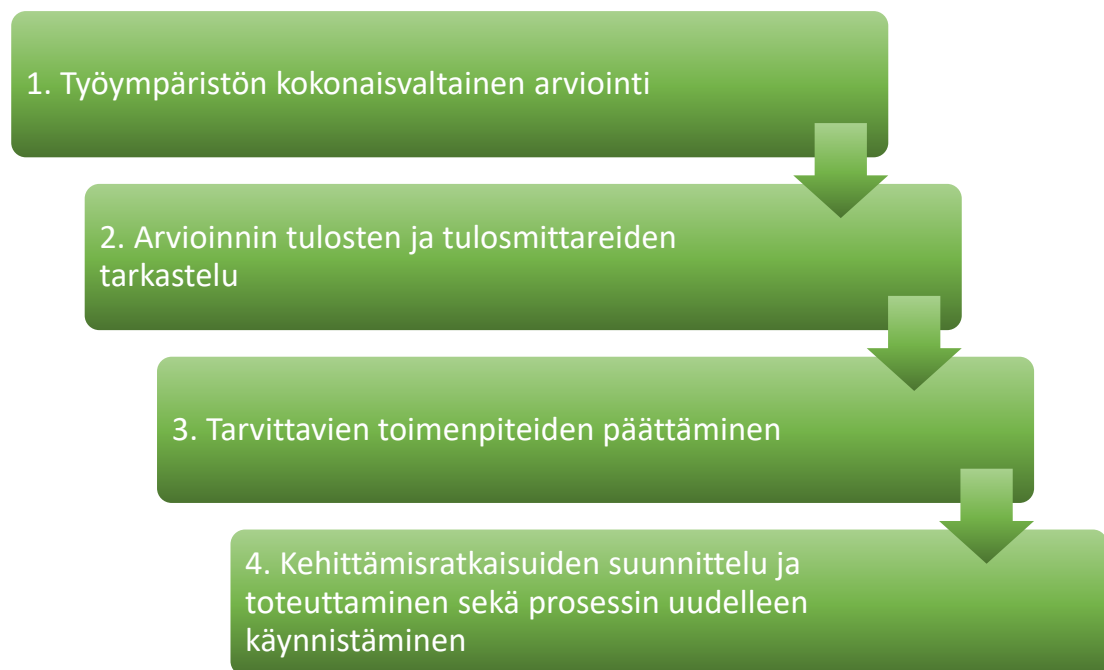 1. Työympäristön kokonaisvaltainen arviointi
2. Arvioinnin tulosten ja tulosmittareiden
tarkastelu
3. Tarvittavien toimenpiteiden päättäminen
4. Kehittämisratkaisuiden suunnittelu ja
toteuttaminen sekä prosessin uudelleen
käynnistäminen